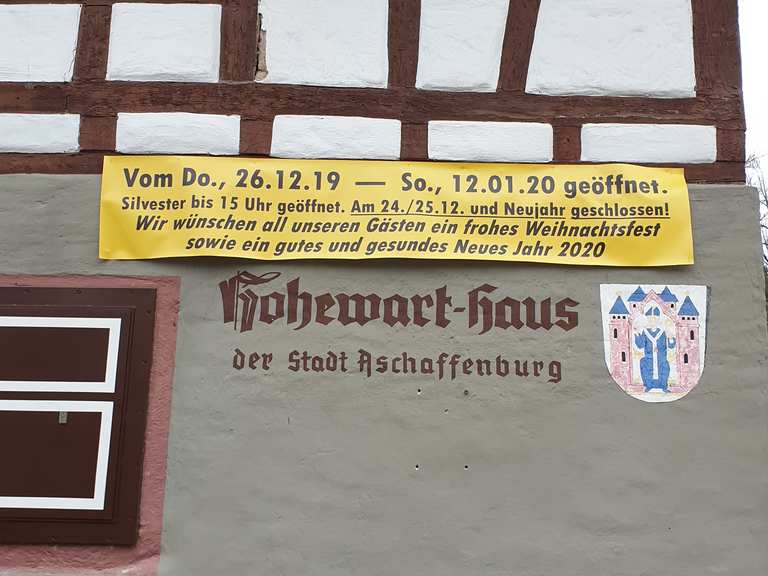 Vom Do., 26.12.19 — So., 12.01.20 geöffnet.
Silvester bis 15 Uhr geöffnet. Am 24./25.12. und Neujahr geschlossen!
Wir wünschen all unseren Gästen ein frohes Weihnachtsfest
sowie ein gutes und gesundes Neues Jahr 2020
Hohewart-Haus
der Stadt Aschaffenburg